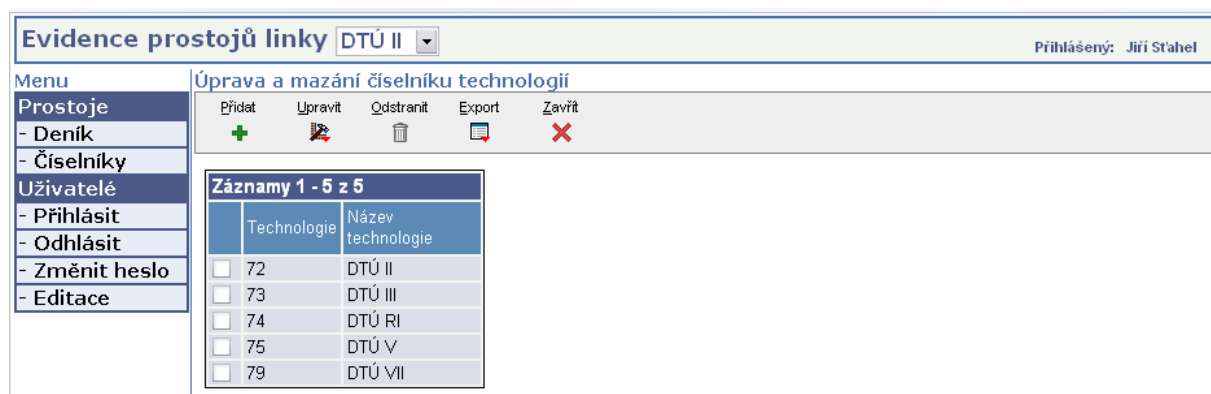 Evidence prostojů linky DTÚ II
Přihlášený: Jiří Sťahel
Menu
Prostoje
- Deník
- Číselníky
Uživatelé
- Přihlásit
- Odhlásit
- Změnit heslo
- Editace
Úprava a mazání číselníku technologií
Přidat Upravit Odstranit Export Zavřít
Záznamy 1 - 5 z 5
Technologie Název technologie
72 DTÚ II
73 DTÚ III
74 DTÚ RI
75 DTÚ V
79 DTÚ VII